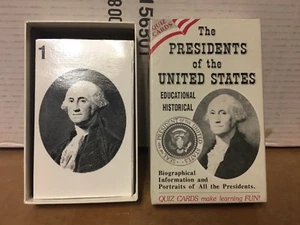 1
QUIZ CARDS
The
PRESIDENTS
of the
UNITED STATES
EDUCATIONAL
HISTORICAL
Biographical
Information and
Portraits of All the Presidents.
QUIZ CARDS make learning FUN!